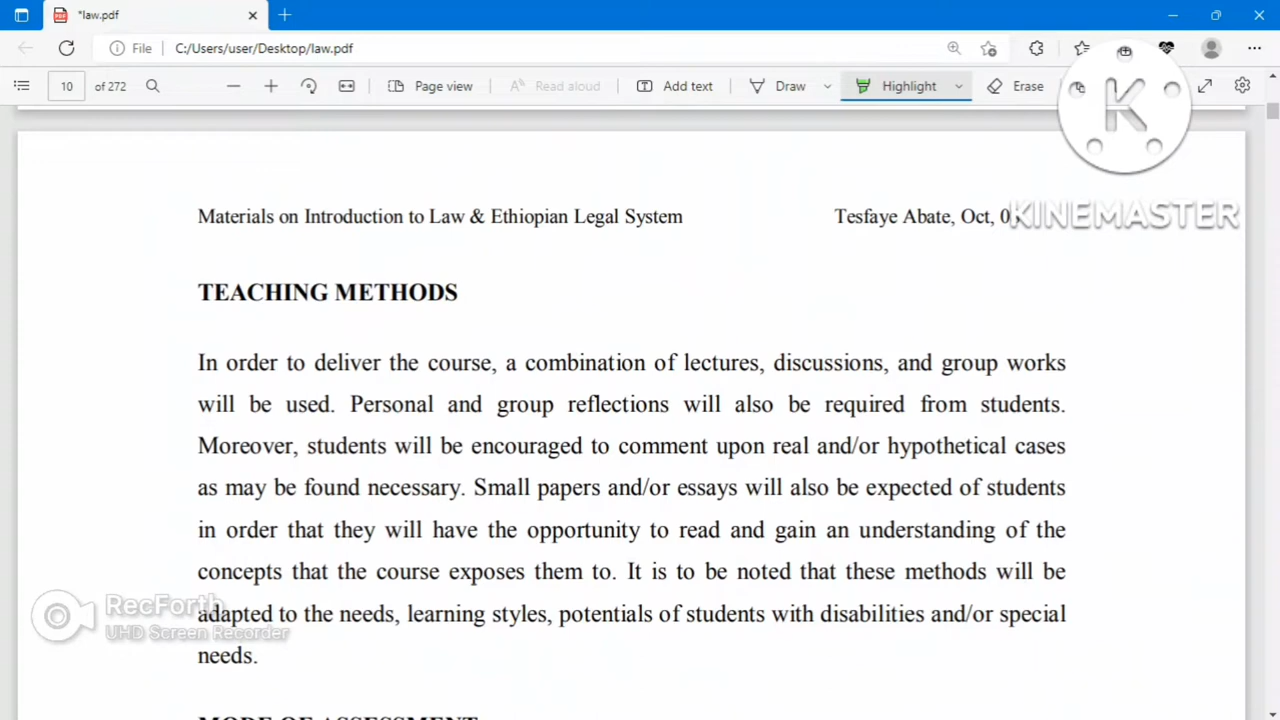 *law.pdf
File C:/Users/user/Desktop/law.pdf
10 of 272 Page view Read aloud Add text Draw Highlight Erase
K
KINEMASTER
Materials on Introduction to Law & Ethiopian Legal System Tesfaye Abate, Oct,
TEACHING METHODS
In order to deliver the course, a combination of lectures, discussions, and group works
will be used. Personal and group reflections will also be required from students.
Moreover, students will be encouraged to comment upon real and/or hypothetical cases
as may be found necessary. Small papers and/or essays will also be expected of students
in order that they will have the opportunity to read and gain an understanding of the
concepts that the course exposes them to. It is to be noted that these methods will be
adapted to the needs, learning styles, potentials of students with disabilities and/or special
needs.
RecForth
UHD Screen Recorder
MODE OF ASSESSMENT